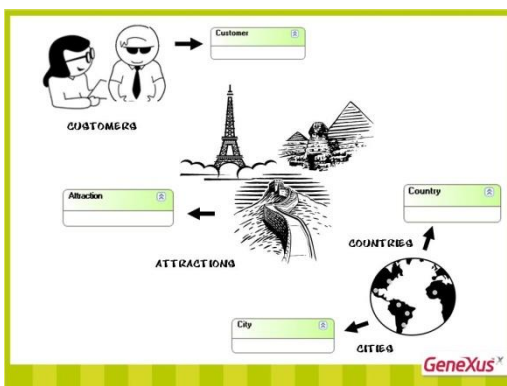 Customer
CUSTOMERS
Attraction
Country
COUNTRIES
ATTRACTIONS
City
CITIES
GeneXus X